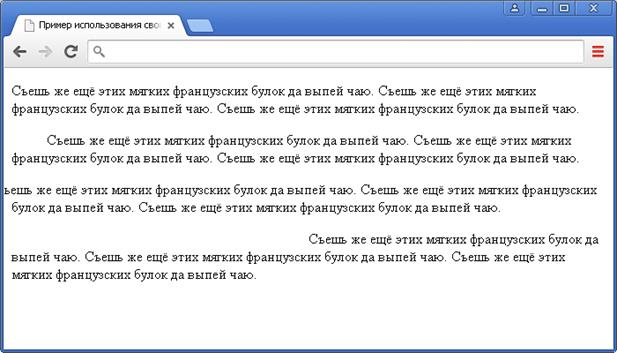 Пример использования сво
Съешь же ещё этих мягких французских булок да выпей чаю. Съешь же ещё этих мягких
французских булок да выпей чаю. Съешь же ещё этих мягких французских булок да выпей чаю.
Съешь же ещё этих мягких французских булок да выпей чаю. Съешь же ещё этих мягких
французских булок да выпей чаю. Съешь же ещё этих мягких французских булок да выпей чаю.
ъешь же ещё этих мягких французских булок да выпей чаю. Съешь же ещё этих мягких французских
булок да выпей чаю. Съешь же ещё этих мягких французских булок да выпей чаю.
Съешь же ещё этих мягких французских булок да
выпей чаю. Съешь же ещё этих мягких французских булок да выпей чаю. Съешь же ещё этих
мягких французских булок да выпей чаю.